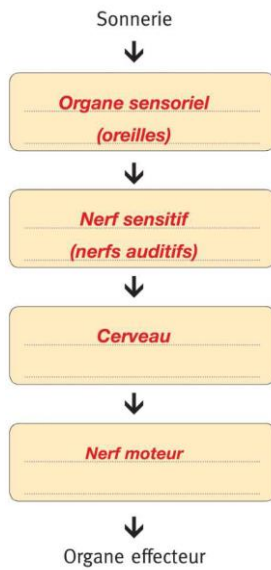 Sonnerie
Organe sensoriel
(oreilles)
Nerf sensitif
(nerfs auditifs)
Cerveau
Nerf moteur
Organe effecteur